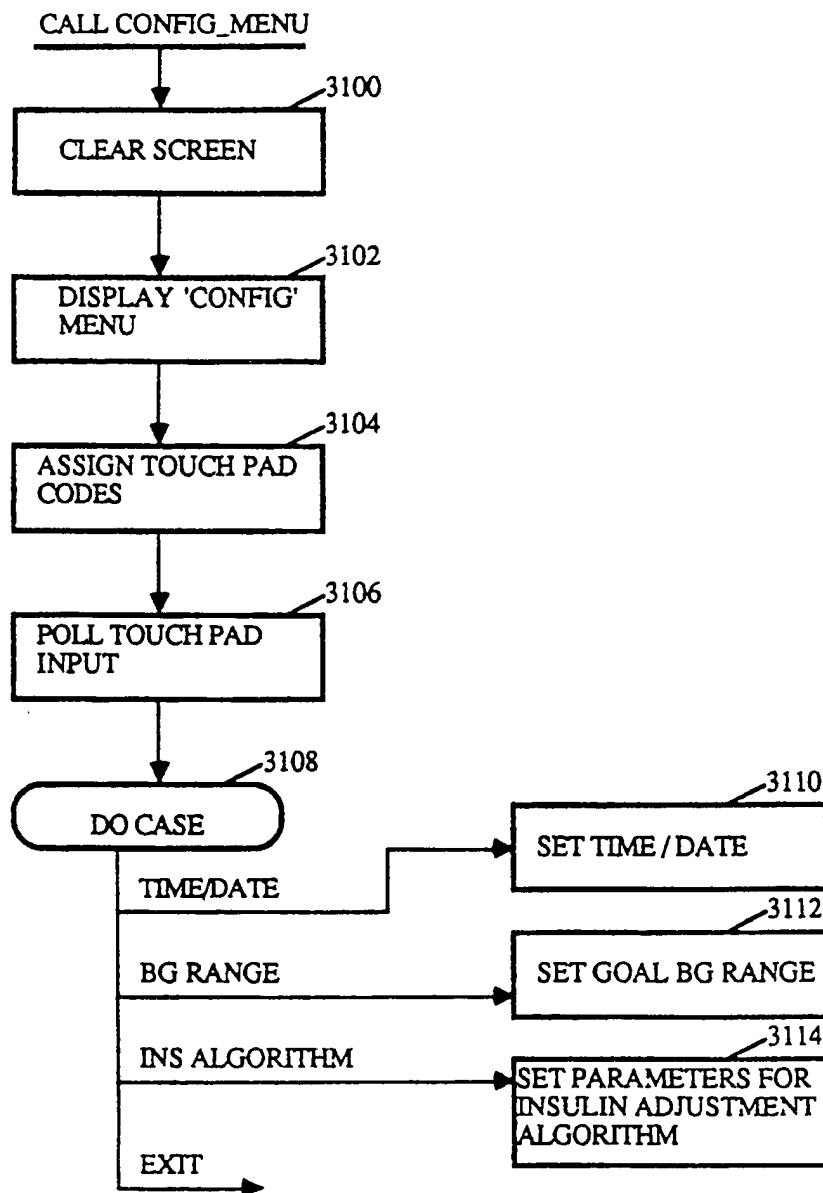 CALL CONFIG_MENU
3100
CLEAR SCREEN
3102
DISPLAY 'CONFIG'
MENU
3104
ASSIGN TOUCH PAD
CODES
3106
POLL TOUCH PAD
INPUT
3108
DO CASE
3110
TIME/DATE
SET TIME / DATE
3112
BG RANGE
SET GOAL BG RANGE
3114
INS ALGORITHM
SET PARAMETERS FOR
INSULIN ADJUSTMENT
ALGORITHM
EXIT